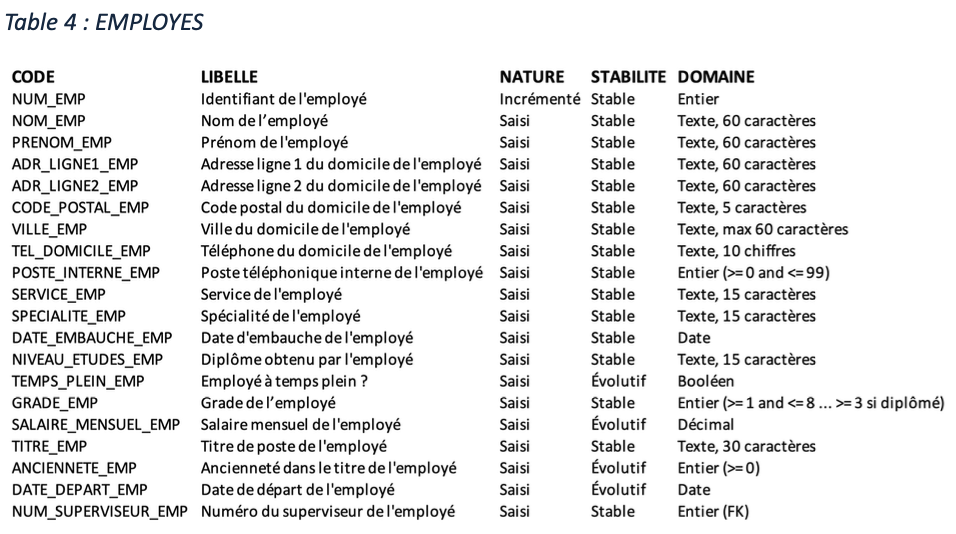 Table 4 : EMPLOYES
CODE LIBELLE NATURE STABILITE DOMAINE
NUM_EMP Identifiant de l'employé Incrémenté Stable Entier
NOM_EMP Nom de l’employé Saisi Stable Texte, 60 caractères
PRENOM_EMP Prénom de l'employé Saisi Stable Texte, 60 caractères
ADR_LIGNE1_EMP Adresse ligne 1 du domicile de l'employé Saisi Stable Texte, 60 caractères
ADR_LIGNE2_EMP Adresse ligne 2 du domicile de l'employé Saisi Stable Texte, 60 caractères
CODE_POSTAL_EMP Code postal du domicile de l'employé Saisi Stable Texte, 5 caractères
VILLE_EMP Ville du domicile de l'employé Saisi Stable Texte, max 60 caractères
TEL_DOMICILE_EMP Téléphone du domicile de l'employé Saisi Stable Texte, 10 chiffres
POSTE_INTERNE_EMP Poste téléphonique interne de l'employé Saisi Stable Entier (>= 0 and <= 99)
SERVICE_EMP Service de l'employé Saisi Stable Texte, 15 caractères
SPECIALITE_EMP Spécialité de l'employé Saisi Stable Texte, 15 caractères
DATE_EMBAUCHE_EMP Date d'embauche de l'employé Saisi Stable Date
NIVEAU_ETUDES_EMP Diplôme obtenu par l'employé Saisi Stable Texte, 15 caractères
TEMPS_PLEIN_EMP Employé à temps plein ? Saisi Évolutif Booléen
GRADE_EMP Grade de l’employé Saisi Stable Entier (>= 1 and <= 8 ... >= 3 si diplômé)
SALAIRE_MENSUEL_EMP Salaire mensuel de l'employé Saisi Évolutif Décimal
TITRE_EMP Titre de poste de l'employé Saisi Stable Texte, 30 caractères
ANCIENNETE_EMP Ancienneté dans le titre de l'employé Saisi Évolutif Entier (>= 0)
DATE_DEPART_EMP Date de départ de l'employé Saisi Évolutif Date
NUM_SUPERVISEUR_EMP Numéro du superviseur de l'employé Saisi Stable Entier (FK)